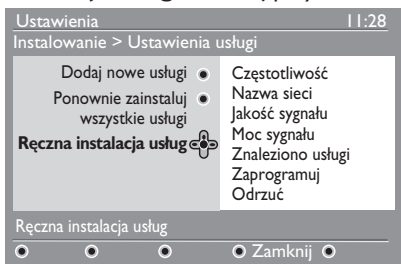 Ustawienia 11:28
Instalowanie > Ustawienia usługi
Dodaj nowe usługi
Ponownie zainstaluj
wszystkie usługi
Ręczna instalacja usług
Częstotliwość
Nazwa sieci
Jakość sygnału
Moc sygnału
Znaleziono usługi
Zaprogramuj
Odrzuć
Ręczna instalacja usług
Zamknij